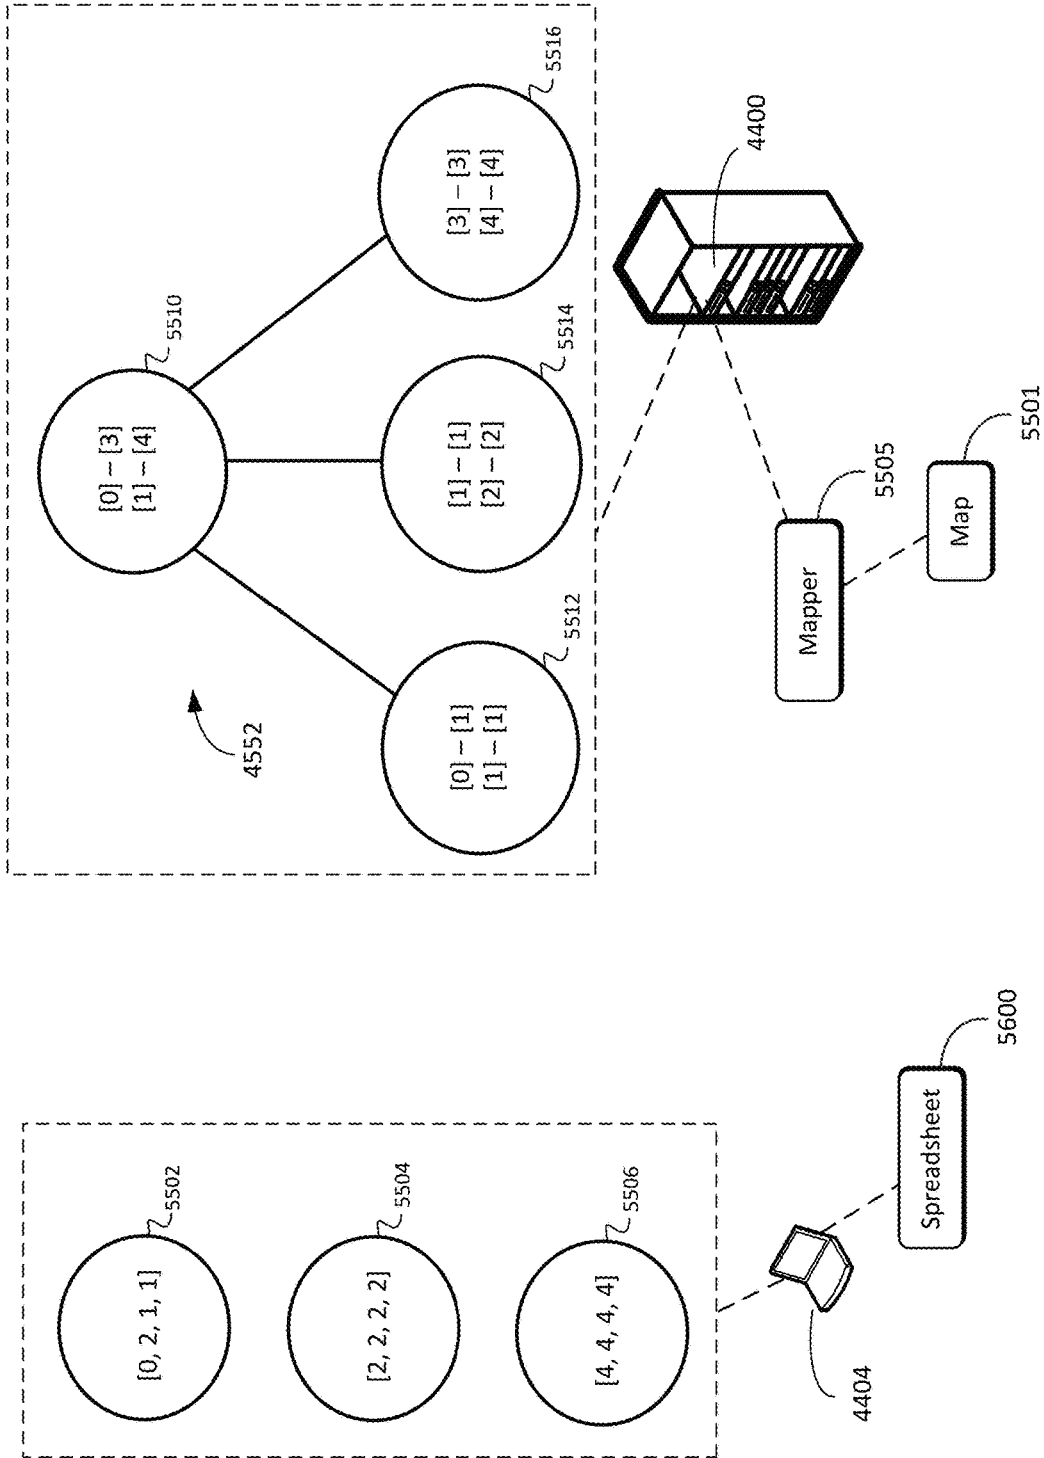 [0, 2, 1, 1]
5502
[2, 2, 2, 2]
5504
[4, 4, 4, 4]
5506
4404
Spreadsheet
5600
4552
[0] – [3]
[1] – [4]
5510
[0] – [1]
[1] – [1]
5512
[1] – [1]
[2] – [2]
5514
[3] – [3]
[4] – [4]
5516
4400
Mapper
5505
Map
5501